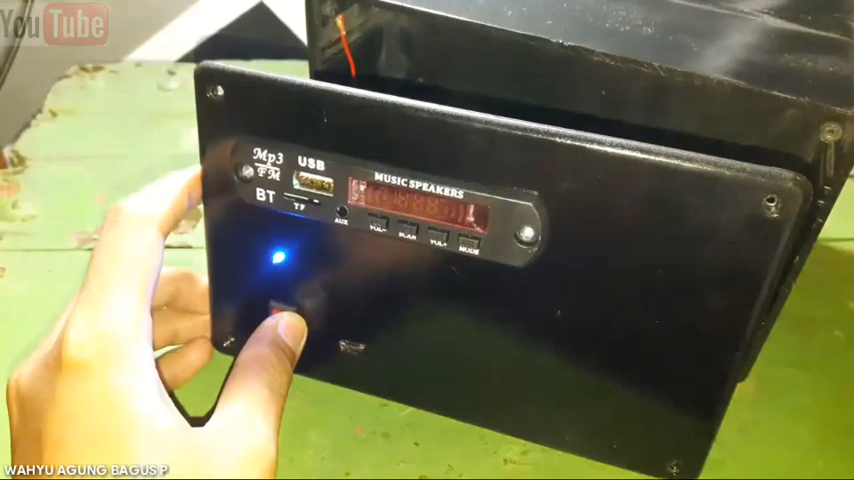 YouTube
Mp3
FM
BT
USB
TF
MUSIC SPEAKERS
AUX
VOL-
SCAN
VOL+
MODE
WAHYU AGUNG BAGUS P